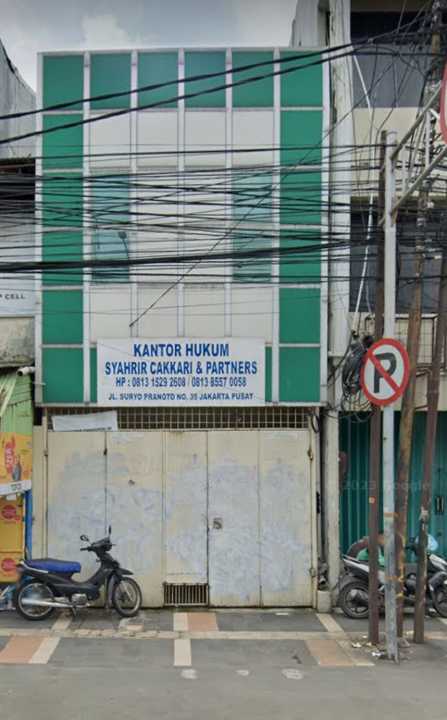 KANTOR HUKUM
SYAHRIR CAKKARI & PARTNERS
HP : 0813 1529 2608 / 0813 8557 0058
JL. SURYO PRANOTO NO. 35 JAKARTA PUSAT
CELL
P
2023 Google